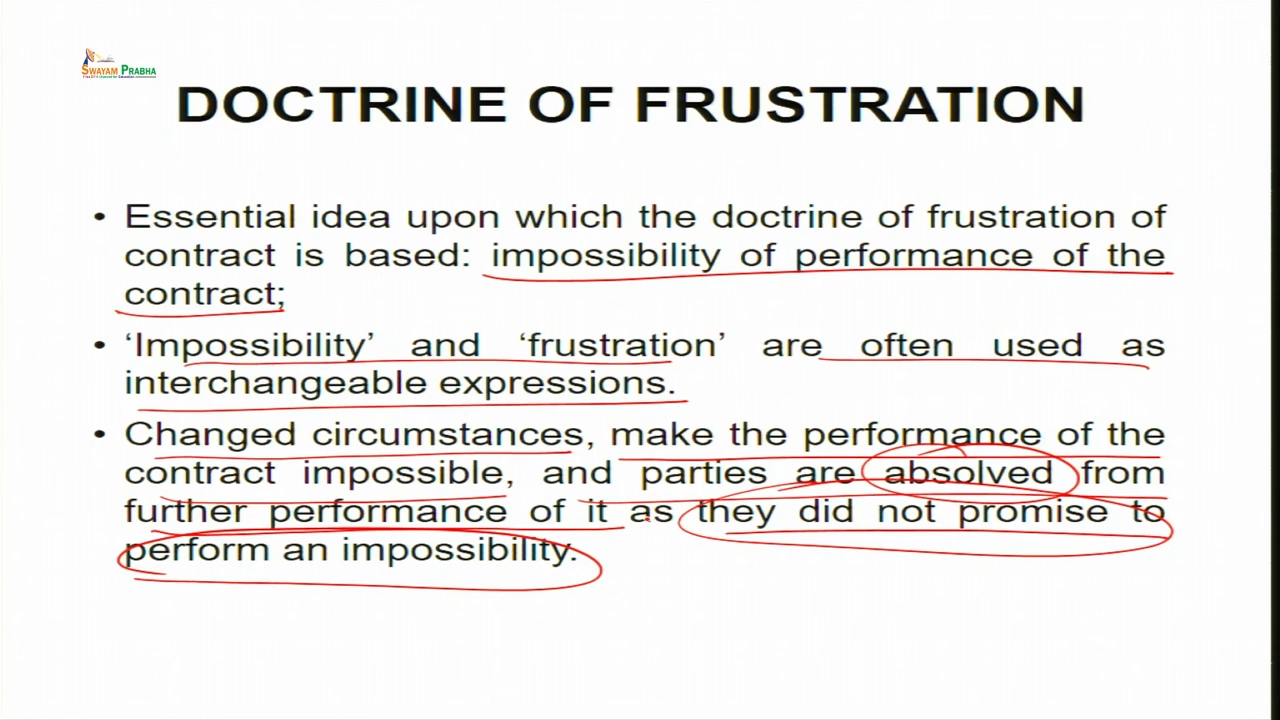 SWAYAM PRABHA
DOCTRINE OF FRUSTRATION
• Essential idea upon which the doctrine of frustration of
contract is based: impossibility of performance of the
contract;
• ‘Impossibility’ and ‘frustration’ are often used as
interchangeable expressions.
• Changed circumstances, make the performance of the
contract impossible, and parties are absolved from
further performance of it as they did not promise to
perform an impossibility.